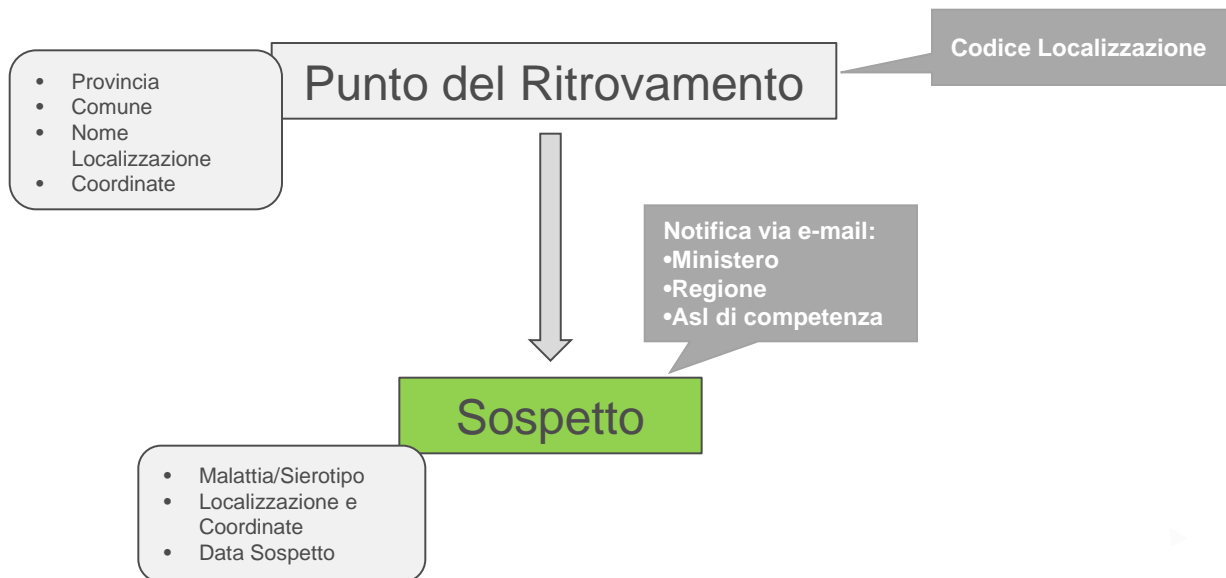 Codice Localizzazione
Punto del Ritrovamento
• Provincia
• Comune
• Nome
Localizzazione
• Coordinate
Notifica via e-mail:
•Ministero
•Regione
•Asl di competenza
Sospetto
• Malattia/Sierotipo
• Localizzazione e
Coordinate
• Data Sospetto